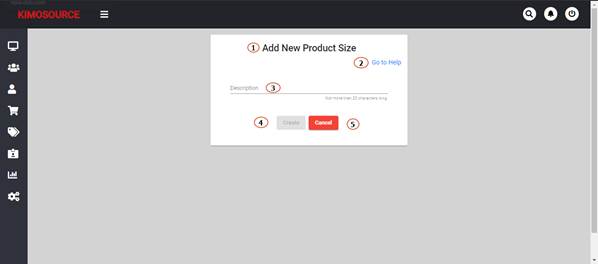 KIMOSOURCE
1 Add New Product Size
2 Go to Help
Description 3
Not more than 20 characters long.
4 Create Cancel 5